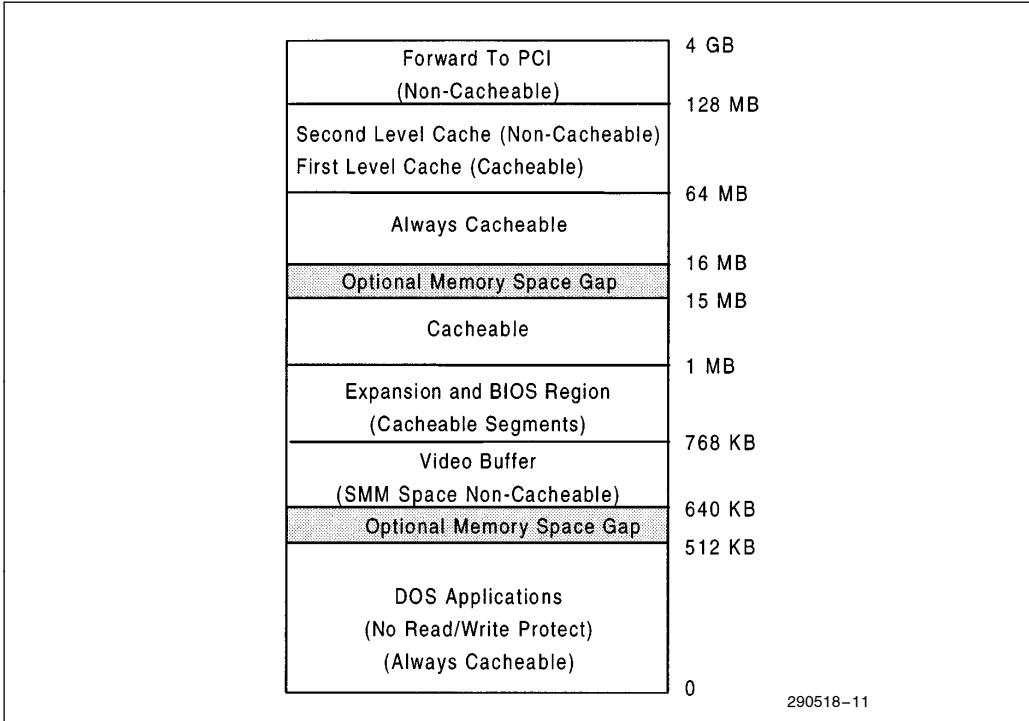 4 GB
Forward To PCI
(Non-Cacheable)
128 MB
Second Level Cache (Non-Cacheable)
First Level Cache (Cacheable)
64 MB
Always Cacheable
16 MB
Optional Memory Space Gap
15 MB
Cacheable
1 MB
Expansion and BIOS Region
(Cacheable Segments)
768 KB
Video Buffer
(SMM Space Non-Cacheable)
640 KB
Optional Memory Space Gap
512 KB
DOS Applications
(No Read/Write Protect)
(Always Cacheable)
0
290518–11